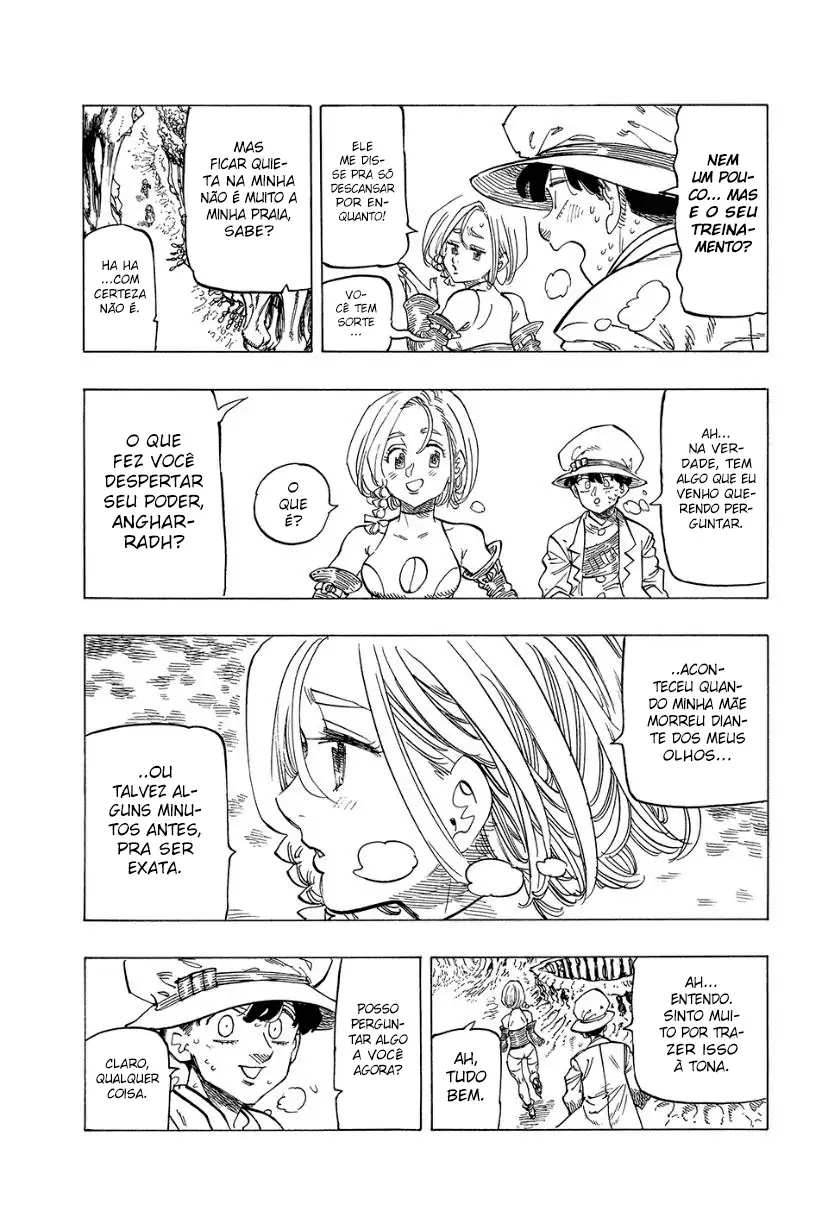 NEM
UM POU-
CO... MAS
E O SEU
TREINA-
MENTO?
ELE
ME DIS-
SE PRA SÓ
DESCANSAR
POR EN-
QUANTO!
VO-
CÊ TEM
SORTE
...
MAS
FICAR QUIE-
TA NA MINHA
NÃO É MUITO A
MINHA PRAIA,
SABE?
HA HA
...COM
CERTEZA
NÃO É.
AH...
NA VER-
DADE, TEM
ALGO QUE EU
VENHO QUE-
RENDO PER-
GUNTAR.
O
QUE
É?
O QUE
FEZ VOCÊ
DESPERTAR
SEU PODER,
ANGHAR-
RADH?
..ACON-
TECEU QUAN-
DO MINHA MÃE
MORREU DIAN-
TE DOS MEUS
OLHOS...
..OU
TALVEZ AL-
GUNS MINU-
TOS ANTES,
PRA SER
EXATA.
AH...
ENTENDO.
SINTO MUI-
TO POR TRA-
ZER ISSO
À TONA.
AH,
TUDO
BEM.
POSSO
PERGUN-
TAR ALGO
A VOCÊ
AGORA?
CLARO,
QUALQUER
COISA.